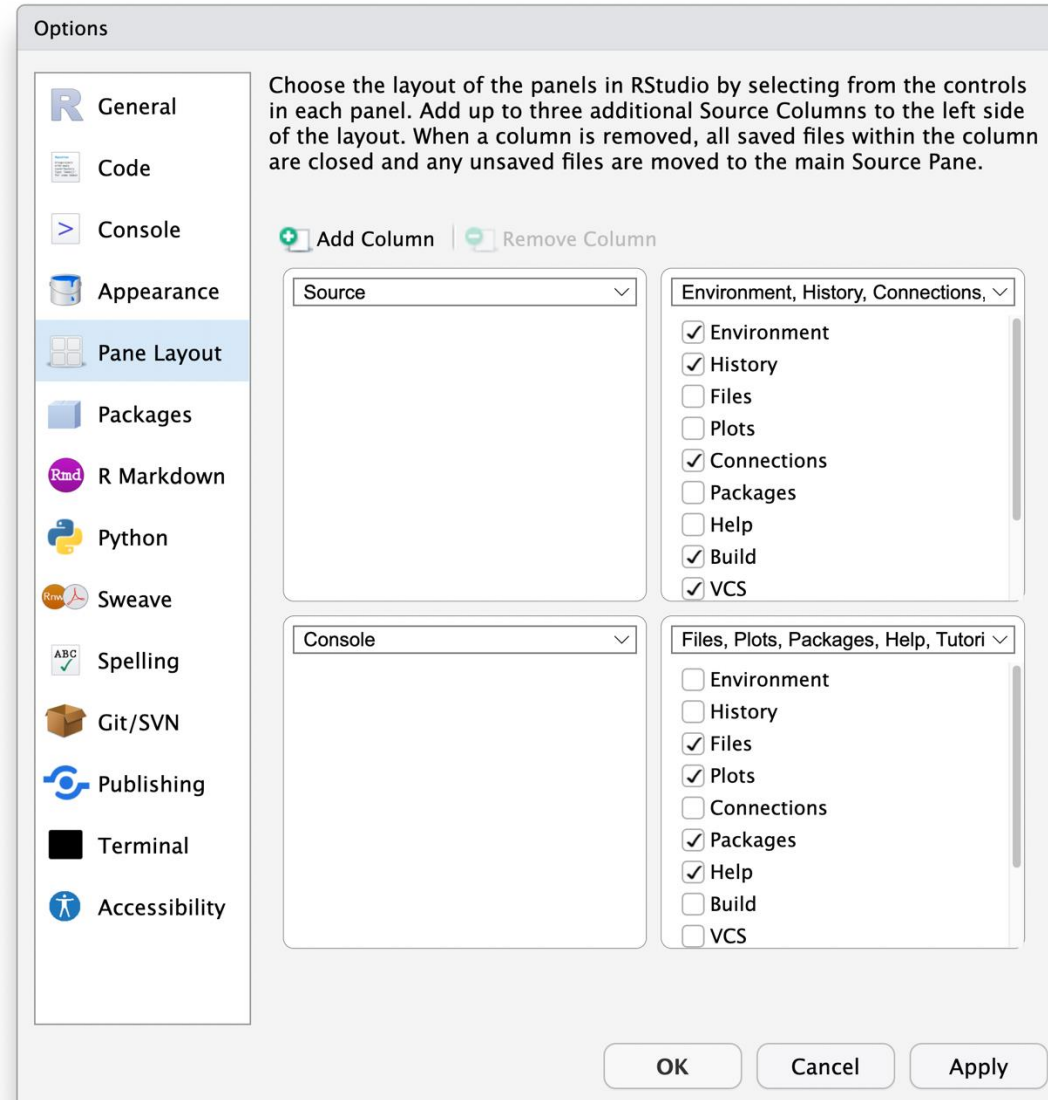 Options
General
Code
Console
Appearance
Pane Layout
Packages
R Markdown
Python
Sweave
Spelling
Git/SVN
Publishing
Terminal
Accessibility
Choose the layout of the panels in RStudio by selecting from the controls
in each panel. Add up to three additional Source Columns to the left side
of the layout. When a column is removed, all saved files within the column
are closed and any unsaved files are moved to the main Source Pane.
Add Column
Remove Column
Source
Environment, History, Connections,
Environment
History
Files
Plots
Connections
Packages
Help
Build
VCS
Console
Files, Plots, Packages, Help, Tutori
Environment
History
Files
Plots
Connections
Packages
Help
Build
VCS
OK
Cancel
Apply
R
Rmd
Rnw
ABC